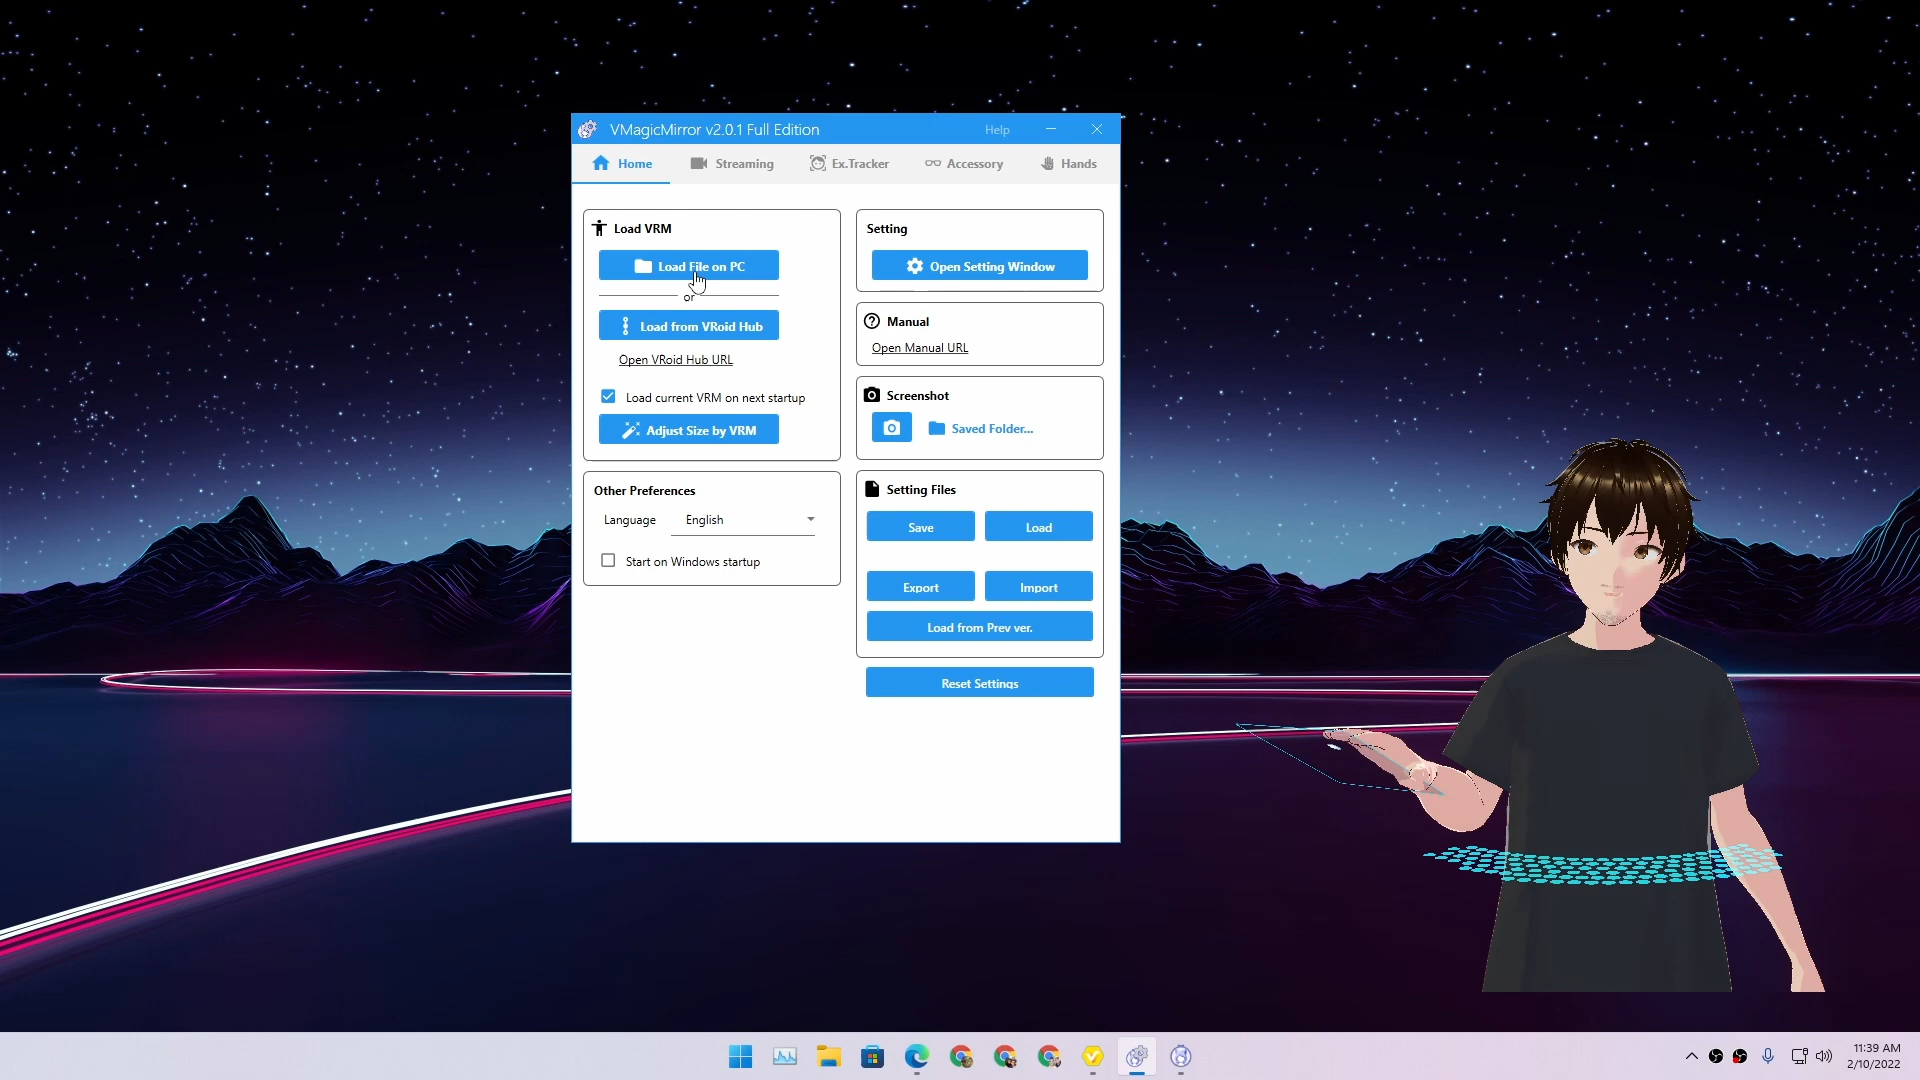 VMagicMirror v2.0.1 Full Edition
Help
Home
Streaming
Ex.Tracker
Accessory
Hands
Load VRM
Load File on PC
or
Load from VRoid Hub
Open VRoid Hub URL
Load current VRM on next startup
Adjust Size by VRM
Other Preferences
Language English
Start on Windows startup
Setting
Open Setting Window
Manual
Open Manual URL
Screenshot
Saved Folder...
Setting Files
Save Load
Export Import
Load from Prev ver.
Reset Settings
11:39 AM
2/10/2022